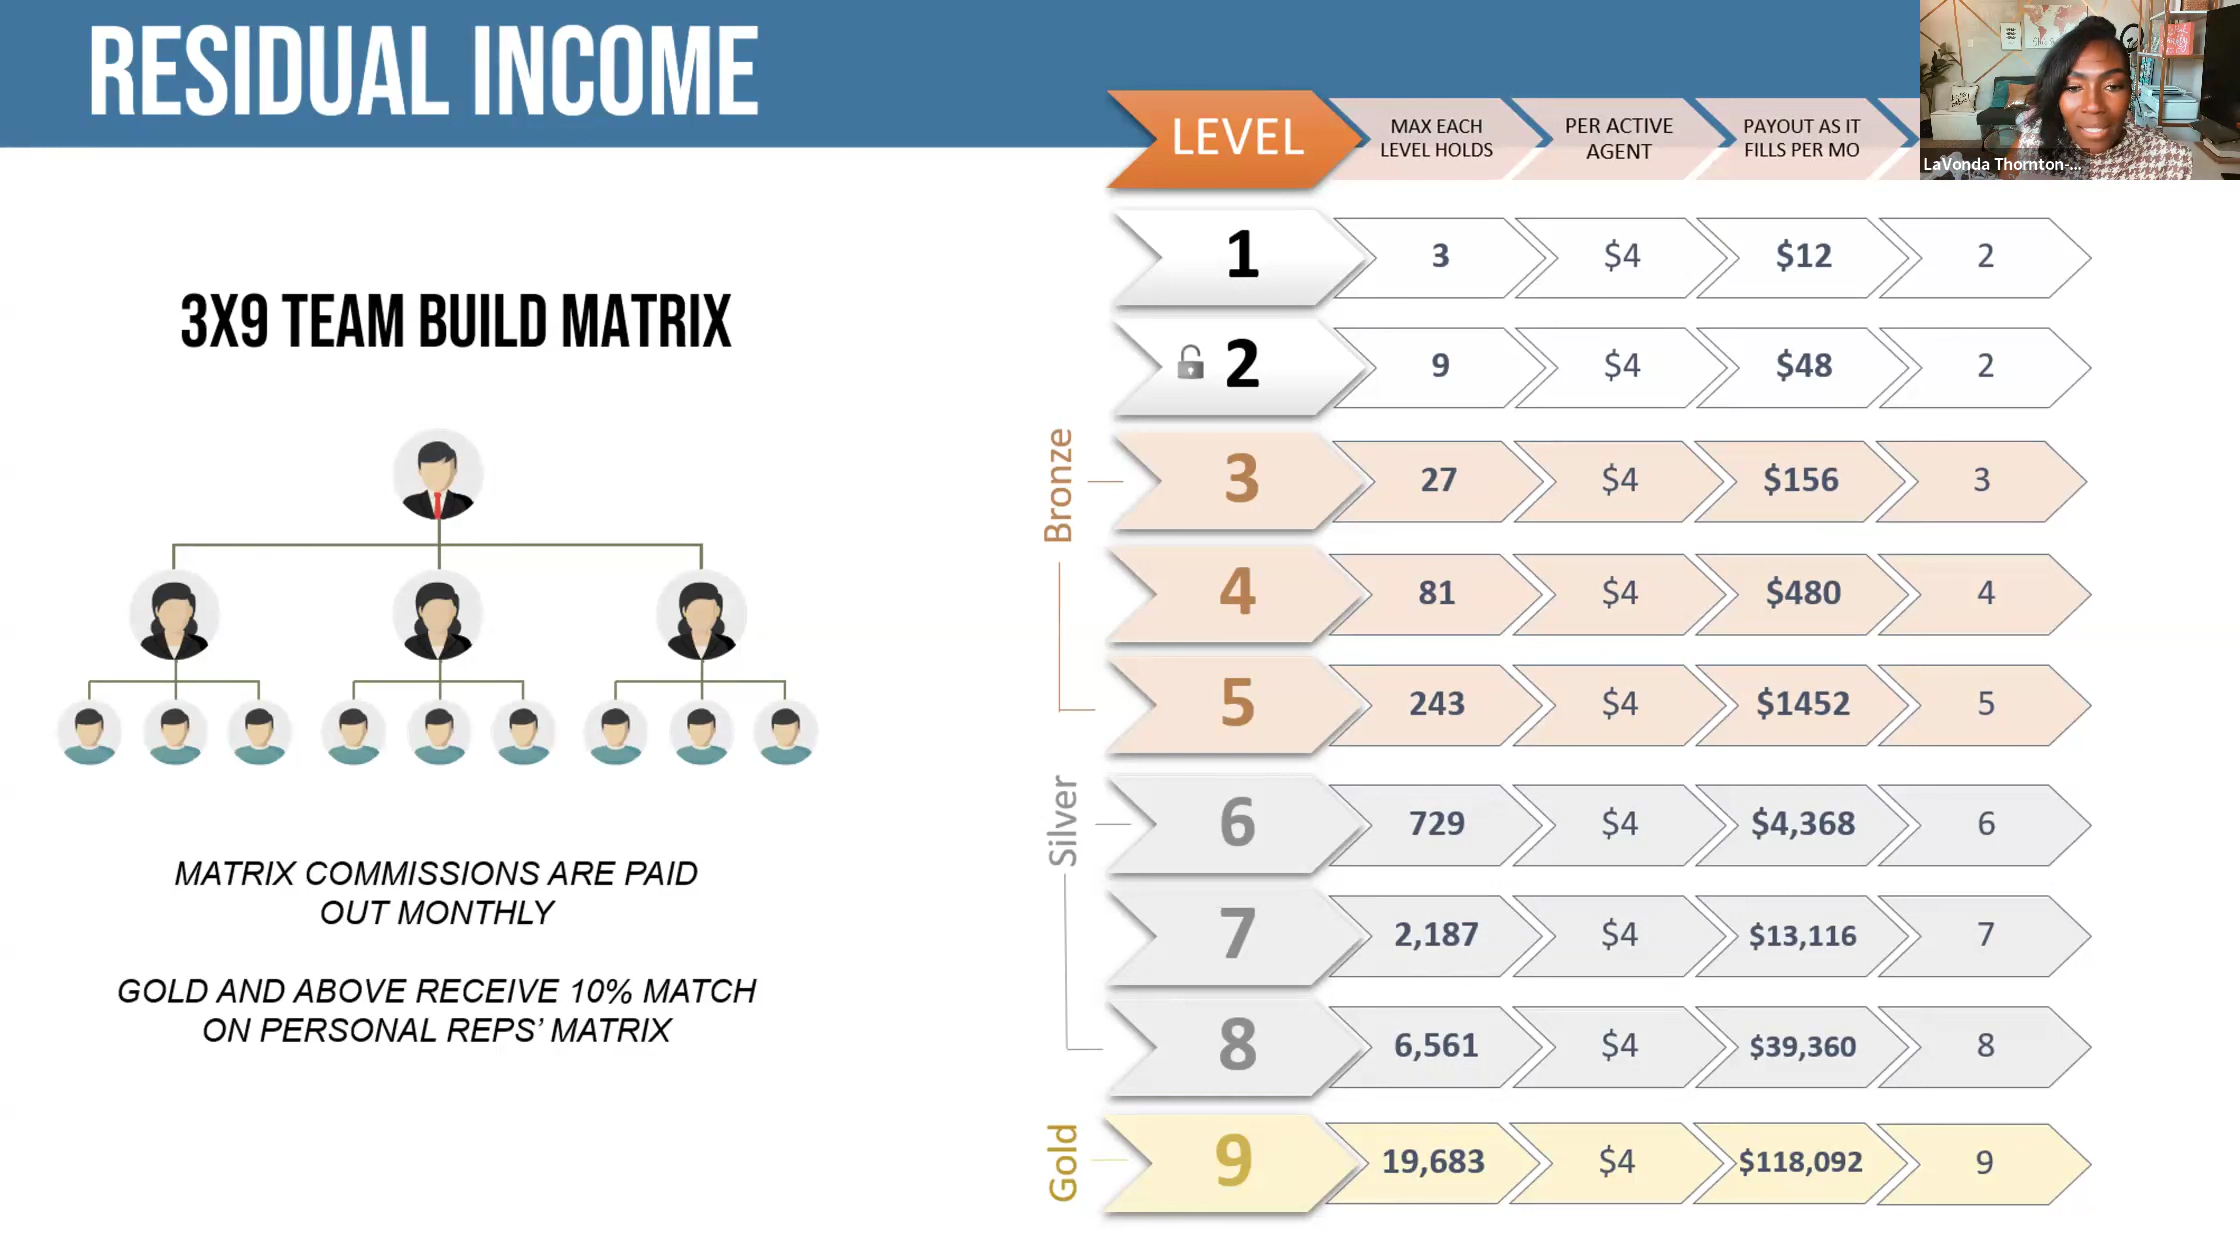 RESIDUAL INCOME
LEVEL
MAX EACH
LEVEL HOLDS
PER ACTIVE
AGENT
PAYOUT AS IT
FILLS PER MO
LaVonda Thornton-...
3X9 TEAM BUILD MATRIX
MATRIX COMMISSIONS ARE PAID
OUT MONTHLY
GOLD AND ABOVE RECEIVE 10% MATCH
ON PERSONAL REPS’ MATRIX
1 3 $4 $12 2
2 9 $4 $48 2
Bronze
3 27 $4 $156 3
4 81 $4 $480 4
5 243 $4 $1452 5
Silver
6 729 $4 $4,368 6
7 2,187 $4 $13,116 7
8 6,561 $4 $39,360 8
Gold
9 19,683 $4 $118,092 9